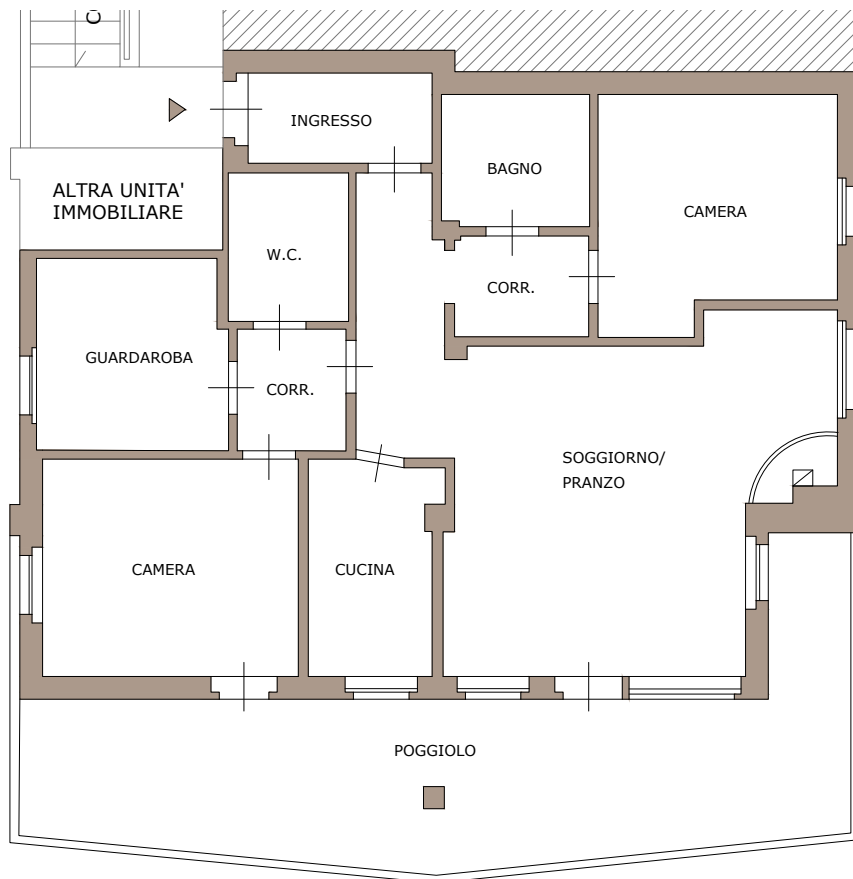 INGRESSO
BAGNO
ALTRA UNITA'
IMMOBILIARE
CAMERA
W.C.
CORR.
GUARDAROBA
CORR.
SOGGIORNO/
PRANZO
CAMERA
CUCINA
POGGIOLO